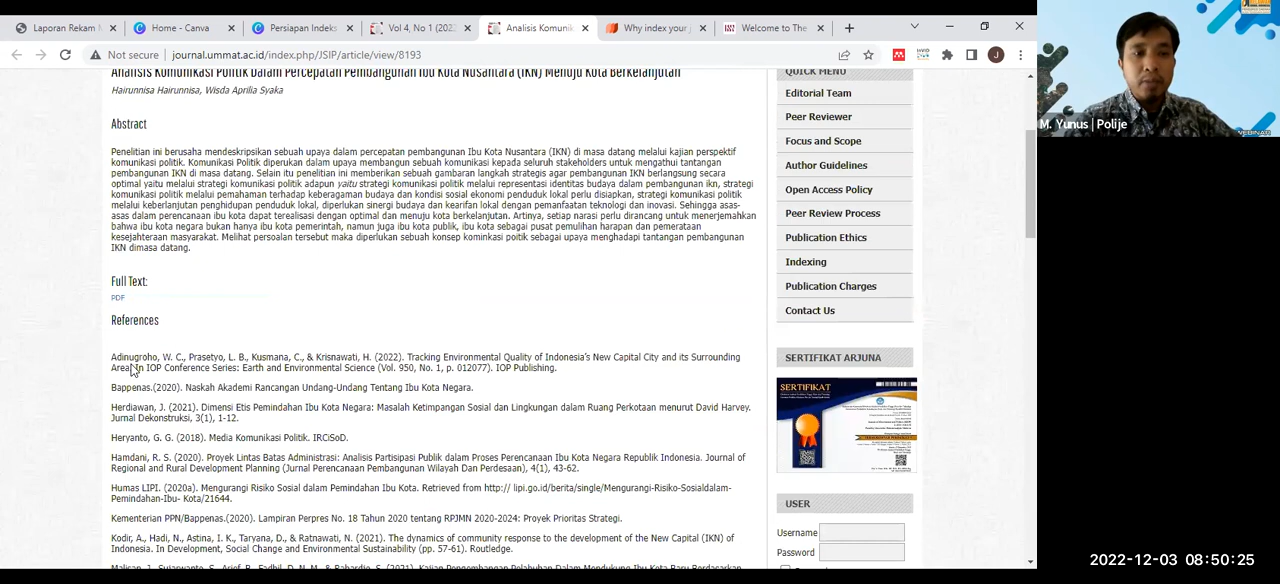 Laporan Rekam
Home - Canva
Persiapan Indeks
Vol 4, No 1 (202
Analisis Komunik
Why index your j
Welcome to The
Not secure
journal.ummat.ac.id/index.php/JSIP/article/view/8193
J
Analisis Komunikasi Politik Dalam Percepatan Pembangunan Ibu Kota Nusantara (IKN) Menuju Kota Berkelanjutan
Hairunnisa Hairunnisa, Wisda Aprilia Syaka
Abstract
Penelitian ini berusaha mendeskripsikan sebuah upaya dalam percepatan pembangunan Ibu Kota Nusantara (IKN) di masa datang melalui kajian perspektif
komunikasi politik. Komunikasi Politik diperukan dalam upaya membangun sebuah komunikasi kepada seluruh stakeholders untuk mengathui tantangan
pembangunan IKN di masa datang. Selain itu penelitian ini memberikan sebuah gambaran langkah strategis agar pembangunan IKN berlangsung secara
optimal yaitu melalui strategi komunikasi politik adapun yaitu strategi komunikasi politik melalui representasi identitas budaya dalam pembangunan ikn, strategi
komunikasi politik melalui pemahaman terhadap keberagaman budaya dan kondisi sosial ekonomi penduduk lokal perlu disiapkan, strategi komunikasi politik
melalui keberlanjutan penghidupan penduduk lokal, diperlukan sinergi budaya dan kearifan lokal dengan pemanfaatan teknologi dan inovasi. Sehingga asas-
asas dalam perencanaan ibu kota dapat terealisasi dengan optimal dan menuju kota berkelanjutan. Artinya, setiap narasi perlu dirancang untuk menerjemahkan
bahwa ibu kota negara bukan hanya ibu kota pemerintah, namun juga ibu kota publik, ibu kota sebagai pusat pemulihan harapan dan pemerataan
kesejahteraan masyarakat. Melihat persoalan tersebut maka diperlukan sebuah konsep kominkasi poitik sebagai upaya menghadapi tantangan pembangunan
IKN dimasa datang.
Full Text:
PDF
References
Adinugroho, W. C., Prasetyo, L. B., Kusmana, C., & Krisnawati, H. (2022). Tracking Environmental Quality of Indonesia's New Capital City and its Surrounding
Area. In IOP Conference Series: Earth and Environmental Science (Vol. 950, No. 1, p. 012077). IOP Publishing.
Bappenas.(2020). Naskah Akademi Rancangan Undang-Undang Tentang Ibu Kota Negara.
Herdiawan, J. (2021). Dimensi Etis Pemindahan Ibu Kota Negara: Masalah Ketimpangan Sosial dan Lingkungan dalam Ruang Perkotaan menurut David Harvey.
Jurnal Dekonstruksi, 3(1), 1-12.
Heryanto, G. G. (2018). Media Komunikasi Politik. IRCiSoD.
Hamdani, R. S. (2020). Proyek Lintas Batas Administrasi: Analisis Partisipasi Publik dalam Proses Perencanaan Ibu Kota Negara Republik Indonesia. Journal of
Regional and Rural Development Planning (Jurnal Perencanaan Pembangunan Wilayah Dan Perdesaan), 4(1), 43-62.
Humas LIPI. (2020a). Mengurangi Risiko Sosial dalam Pemindahan Ibu Kota. Retrieved from http:// lipi.go.id/berita/single/Mengurangi-Risiko-Sosialdalam-
Pemindahan-Ibu- Kota/21644.
Kementerian PPN/Bappenas.(2020). Lampiran Perpres No. 18 Tahun 2020 tentang RPJMN 2020-2024: Proyek Prioritas Strategi.
Kodir, A., Hadi, N., Astina, I. K., Taryana, D., & Ratnawati, N. (2021). The dynamics of community response to the development of the New Capital (IKN) of
Indonesia. In Development, Social Change and Environmental Sustainability (pp. 57-61). Routledge.
QUICK MENU
Editorial Team
Peer Reviewer
Focus and Scope
Author Guidelines
Open Access Policy
Peer Review Process
Publication Ethics
Indexing
Publication Charges
Contact Us
SERTIFIKAT ARJUNA
SERTIFIKAT
USER
Username
Password
M. Yunus | Polije
WEBINAR
2022-12-03 08:50:25